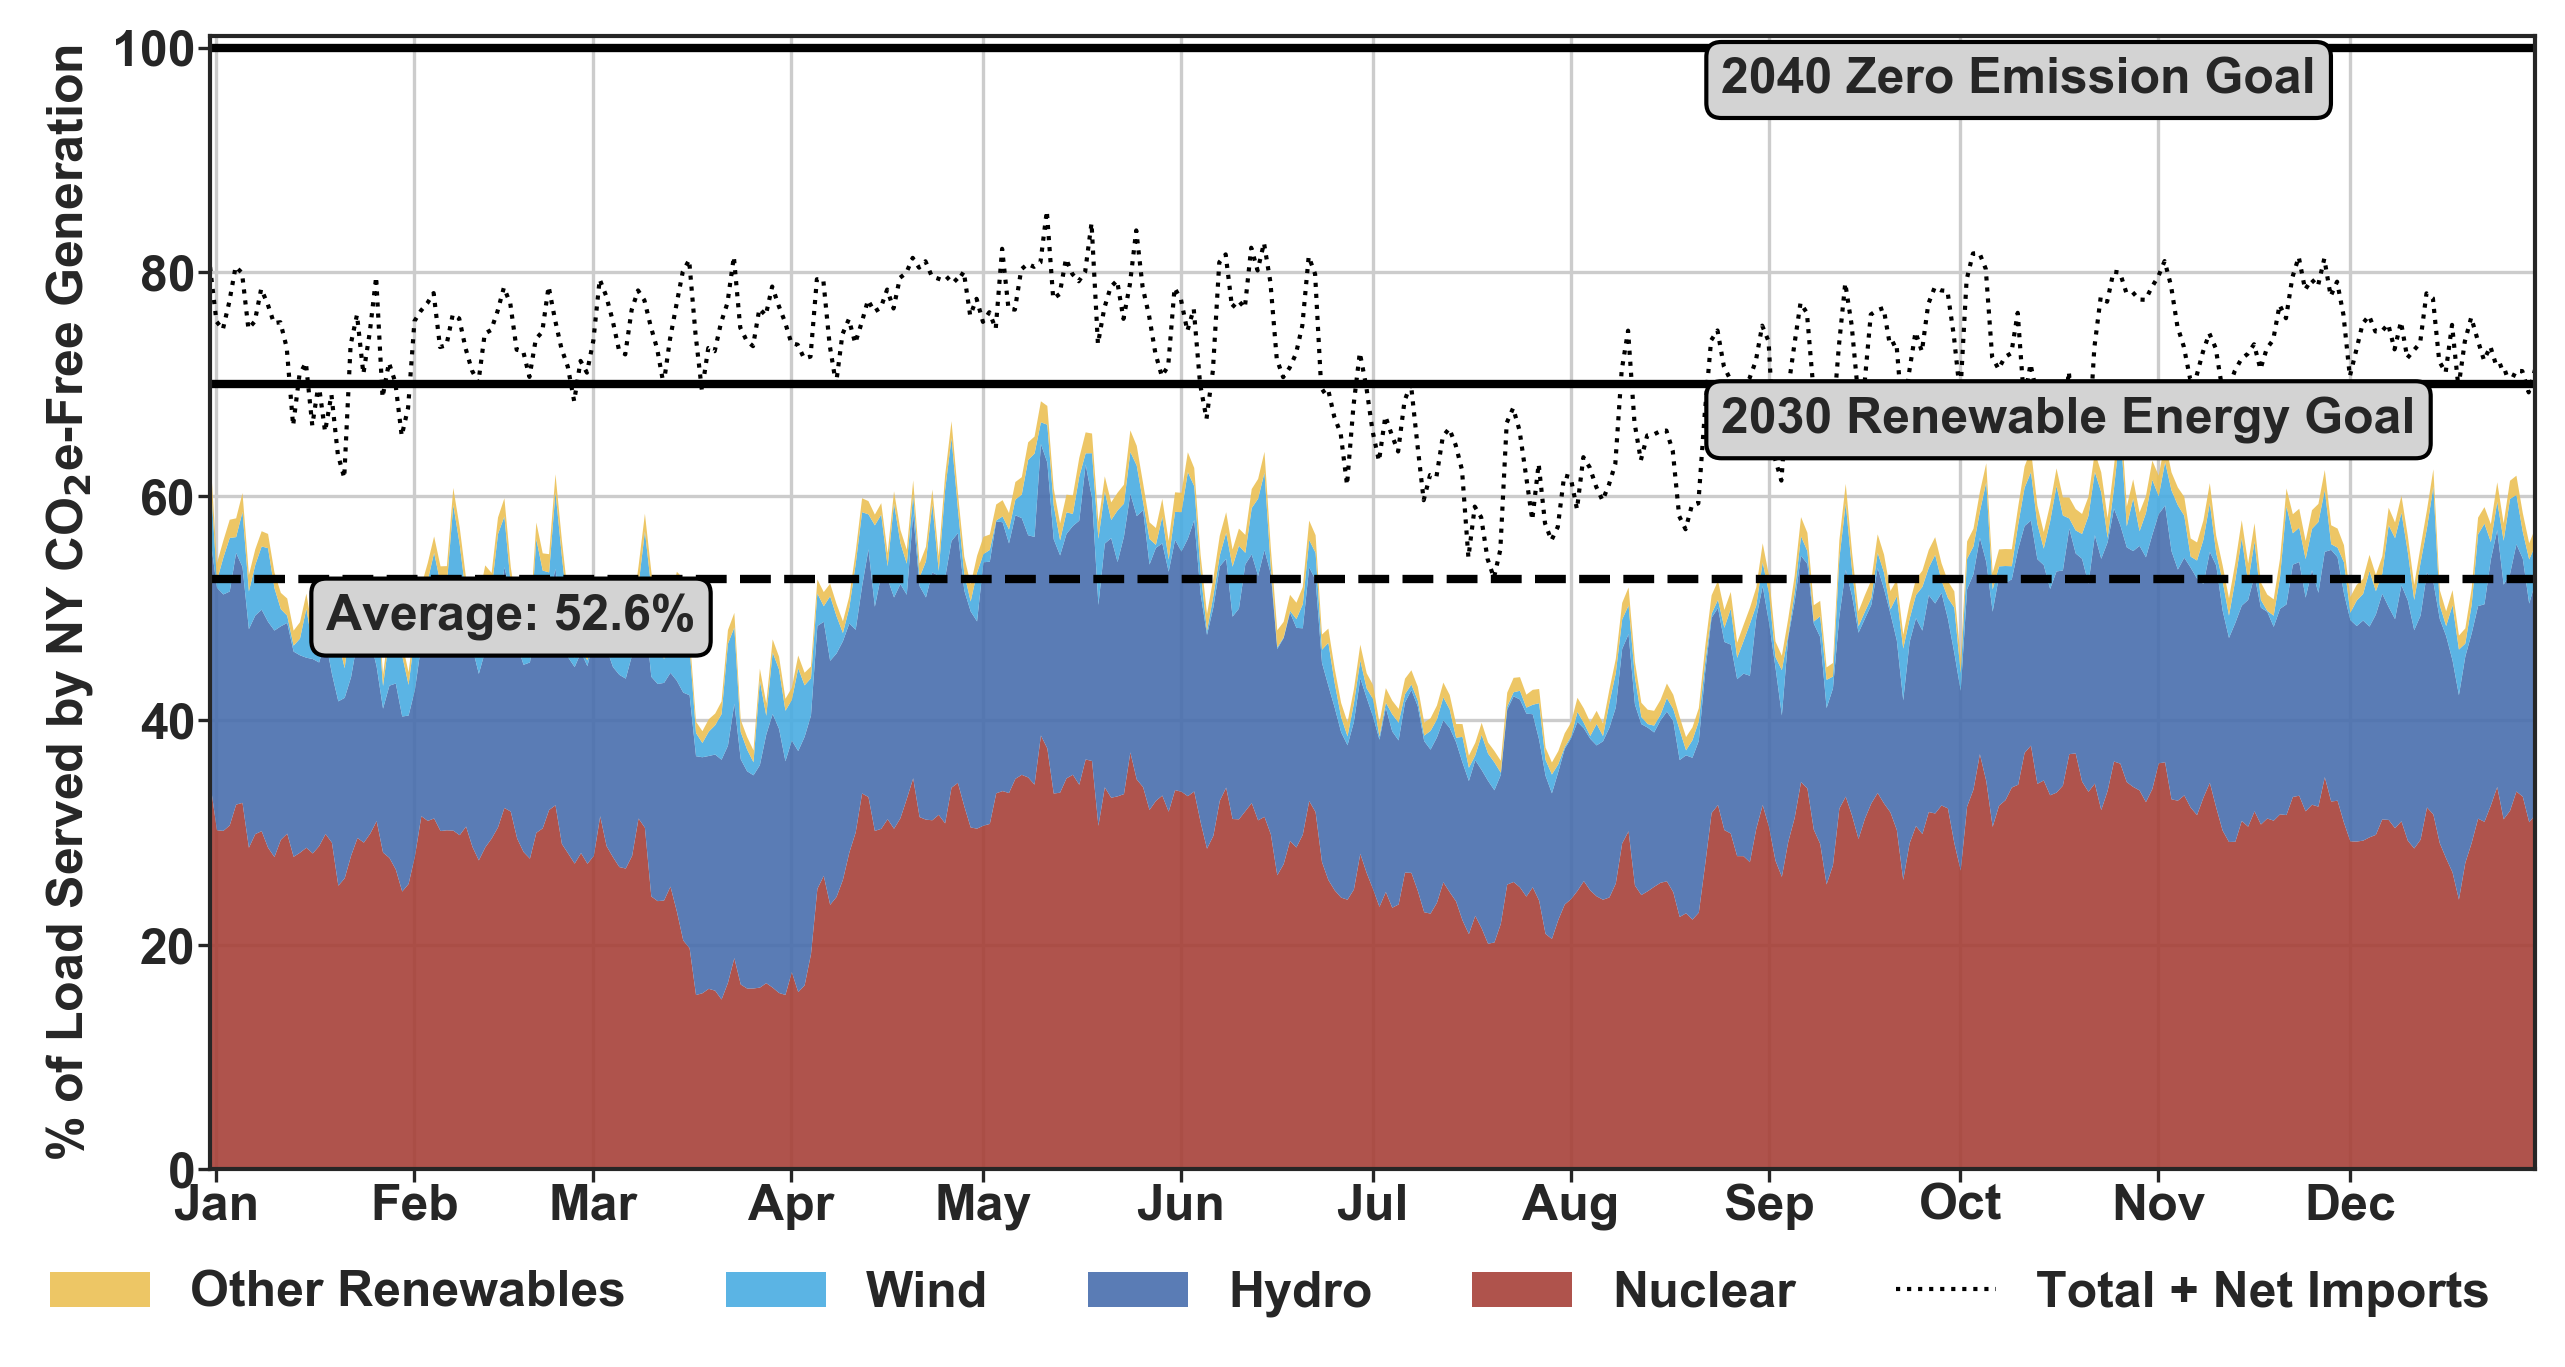 % of Load Served by NY CO₂e-Free Generation
100
80
60
40
20
0
2040 Zero Emission Goal
2030 Renewable Energy Goal
Average: 52.6%
Jan Feb Mar Apr May Jun Jul Aug Sep Oct Nov Dec
Other Renewables Wind Hydro Nuclear Total + Net Imports